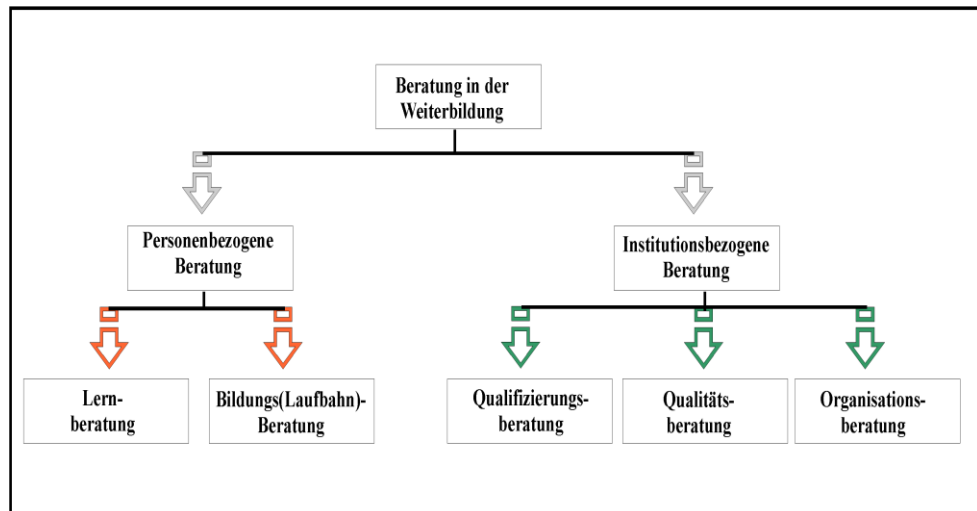 Beratung in der
Weiterbildung
Personenbezogene
Beratung
Institutionsbezogene
Beratung
Lern-
beratung
Bildungs(Laufbahn)-
Beratung
Qualifizierungs-
beratung
Qualitäts-
beratung
Organisations-
beratung